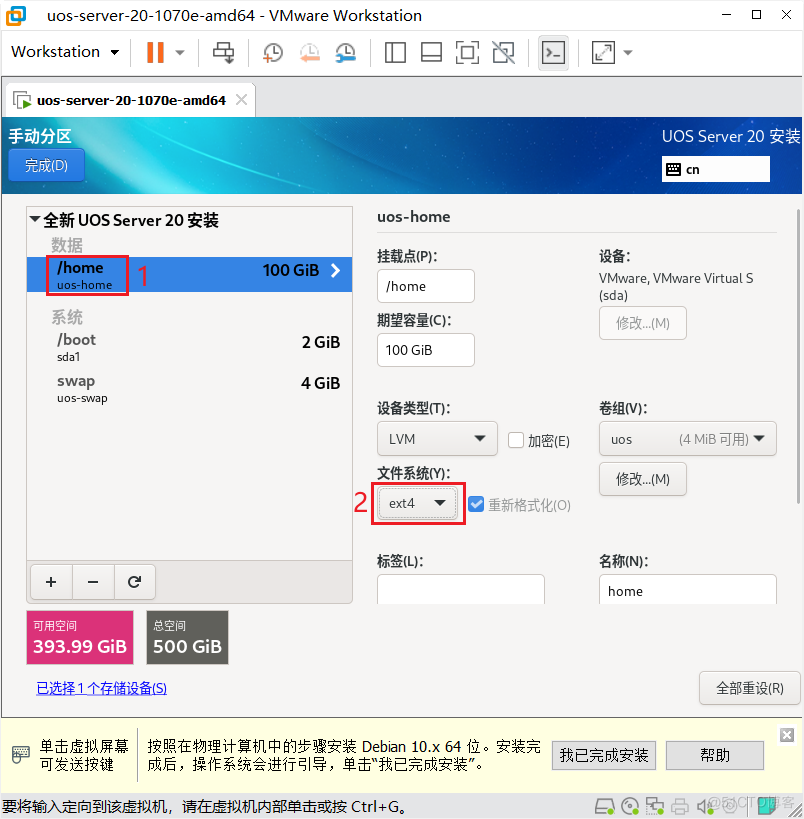 uos-server-20-1070e-amd64 - VMware Workstation
Workstation
uos-server-20-1070e-amd64
手动分区
UOS Server 20 安装
完成(D)
cn
全新 UOS Server 20 安装
数据
/home
100 GiB
uos-home
1
系统
/boot
2 GiB
sda1
swap
4 GiB
uos-swap
uos-home
挂载点(P):
设备:
/home
VMware, VMware Virtual S
(sda)
期望容量(C):
修改...(M)
100 GiB
设备类型(T):
卷组(V):
LVM
加密(E)
uos (4 MiB 可用)
文件系统(Y):
修改...(M)
2
ext4
重新格式化(O)
标签(L):
名称(N):
home
可用空间
393.99 GiB
总空间
500 GiB
已选择 1 个存储设备(S)
全部重设(R)
单击虚拟屏幕
可发送按键
按照在物理计算机中的步骤安装 Debian 10.x 64 位。安装完
成后，操作系统会进行引导，单击“我已完成安装”。
我已完成安装
帮助
要将输入定向到该虚拟机，请在虚拟机内部单击或按 Ctrl+G。
@51CTO博客